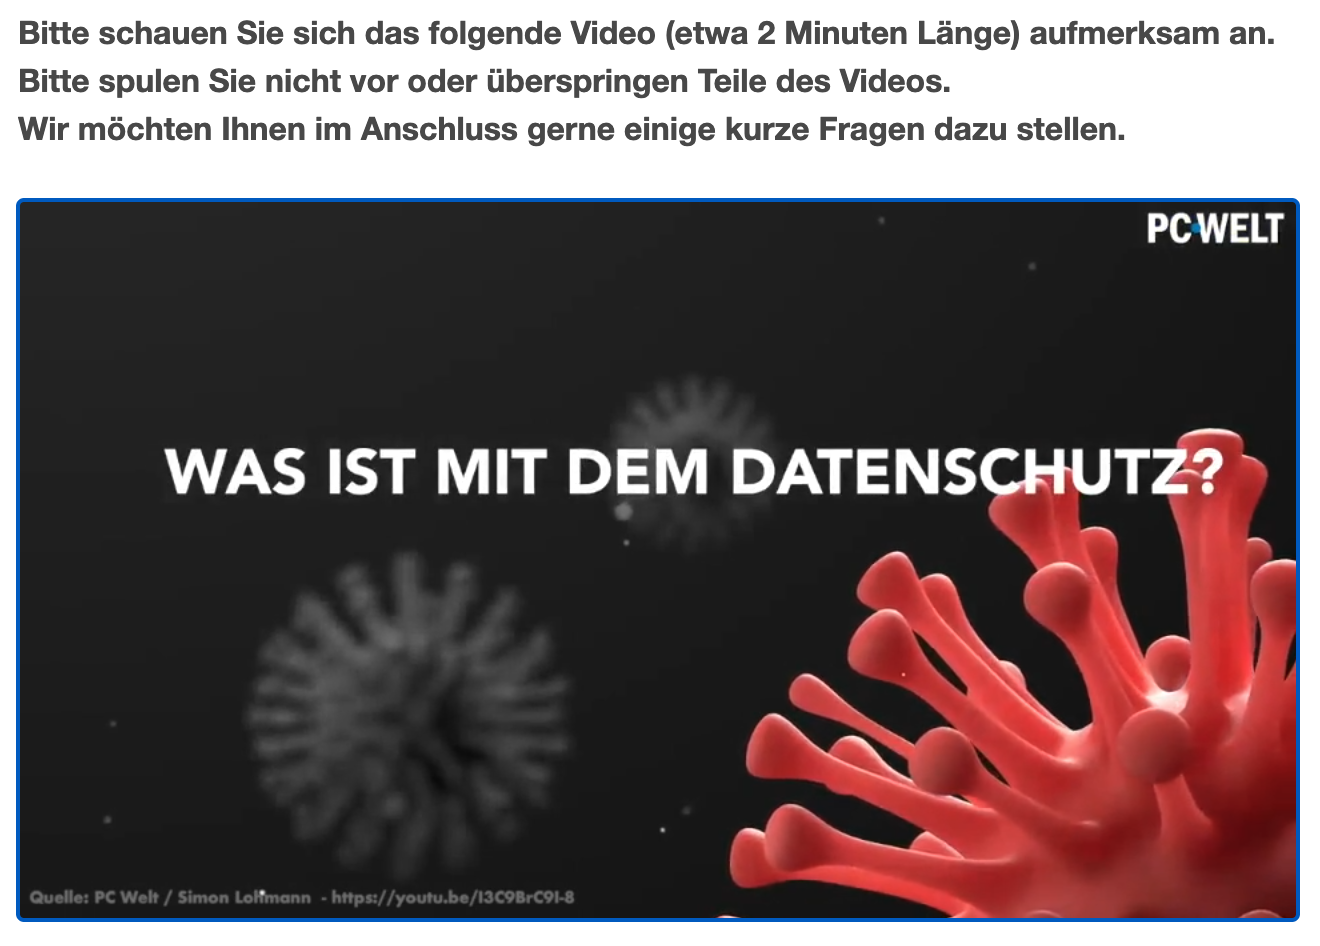 Bitte schauen Sie sich das folgende Video (etwa 2 Minuten Länge) aufmerksam an.
Bitte spulen Sie nicht vor oder überspringen Teile des Videos.
Wir möchten Ihnen im Anschluss gerne einige kurze Fragen dazu stellen.
PC WELT
WAS IST MIT DEM DATENSCHUTZ?
Quelle: PC Welt / Simon Lohmann - https://youtu.be/I3C9BrC9I-8